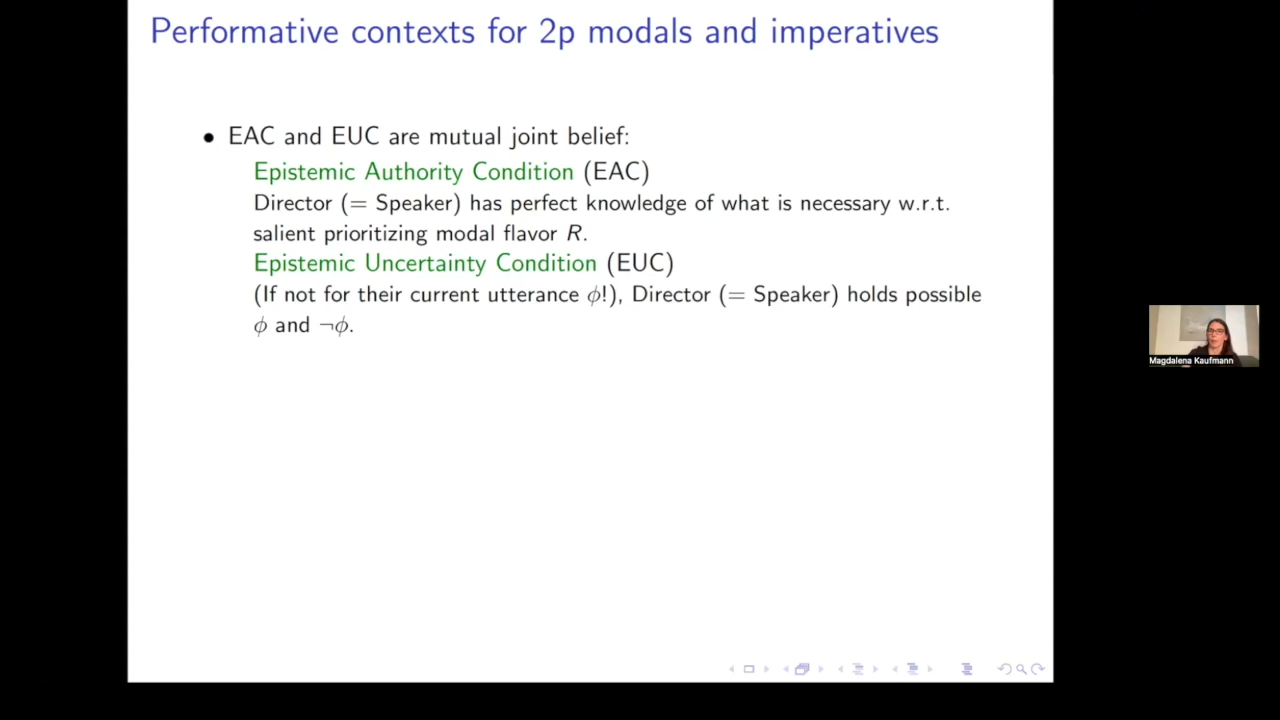 Performative contexts for 2p modals and imperatives
• EAC and EUC are mutual joint belief:
Epistemic Authority Condition (EAC)
Director (= Speaker) has perfect knowledge of what is necessary w.r.t.
salient prioritizing modal flavor R.
Epistemic Uncertainty Condition (EUC)
(If not for their current utterance ϕ!), Director (= Speaker) holds possible
ϕ and ¬ϕ.
Magdalena Kaufmann